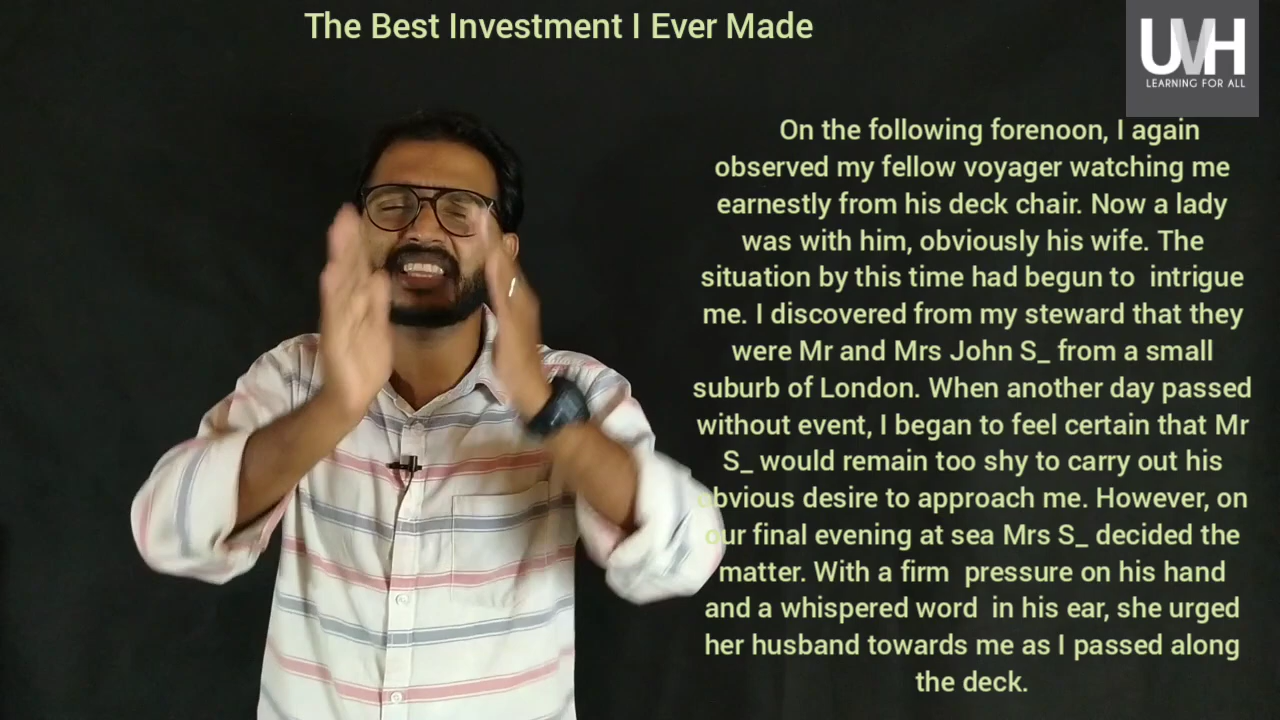 The Best Investment I Ever Made
UVH
LEARNING FOR ALL
On the following forenoon, I again
observed my fellow voyager watching me
earnestly from his deck chair. Now a lady
was with him, obviously his wife. The
situation by this time had begun to intrigue
me. I discovered from my steward that they
were Mr and Mrs John S_ from a small
suburb of London. When another day passed
without event, I began to feel certain that Mr
S_ would remain too shy to carry out his
obvious desire to approach me. However, on
our final evening at sea Mrs S_ decided the
matter. With a firm pressure on his hand
and a whispered word in his ear, she urged
her husband towards me as I passed along
the deck.